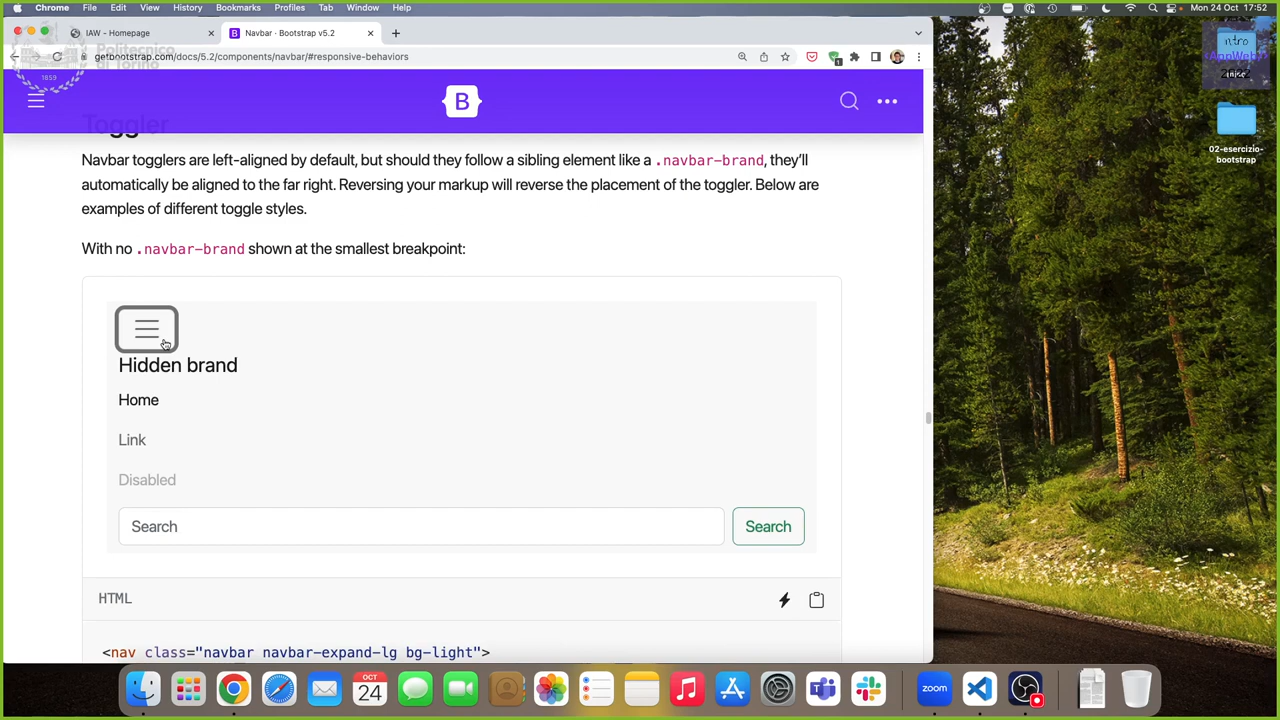 Chrome File Edit View History Bookmarks Profiles Tab Window Help Mon 24 Oct 17:52
IAW - Homepage
Navbar · Bootstrap v5.2
getbootstrap.com/docs/5.2/components/navbar/#responsive-behaviors
Politecnico
di Torino
1859
B
Toggler
Navbar togglers are left-aligned by default, but should they follow a sibling element like a .navbar-brand, they'll
automatically be aligned to the far right. Reversing your markup will reverse the placement of the toggler. Below are
examples of different toggle styles.
With no .navbar-brand shown at the smallest breakpoint:
Hidden brand
Home
Link
Disabled
Search Search
HTML
<nav class="navbar navbar-expand-lg bg-light">
02-esercizio-
bootstrap
OCT
24
zoom